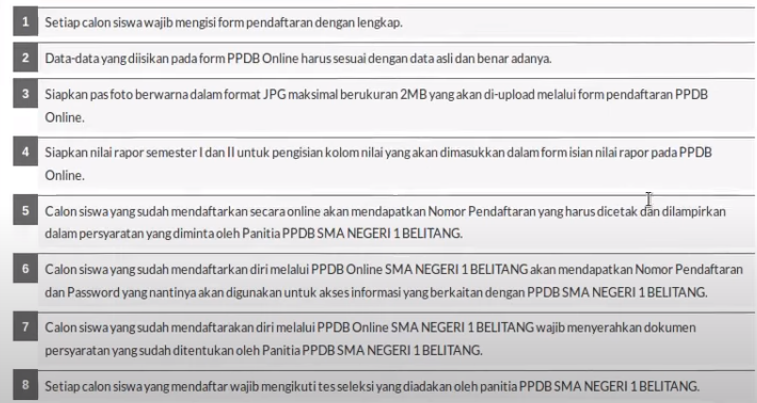 1 Setiap calon siswa wajib mengisi form pendaftaran dengan lengkap.
2 Data-data yang diisikan pada form PPDB Online harus sesuai dengan data asli dan benar adanya.
3 Siapkan pas foto berwarna dalam format JPG maksimal berukuran 2MB yang akan di-upload melalui form pendaftaran PPDB
Online.
4 Siapkan nilai rapor semester I dan II untuk pengisian kolom nilai yang akan dimasukkan dalam form isian nilai rapor pada PPDB
Online.
5 Calon siswa yang sudah mendaftarkan secara online akan mendapatkan Nomor Pendaftaran yang harus dicetak dan dilampirkan
dalam persyaratan yang diminta oleh Panitia PPDB SMA NEGERI 1 BELITANG.
6 Calon siswa yang sudah mendaftarkan diri melalui PPDB Online SMA NEGERI 1 BELITANG akan mendapatkan Nomor Pendaftaran
dan Password yang nantinya akan digunakan untuk akses informasi yang berkaitan dengan PPDB SMA NEGERI 1 BELITANG.
7 Calon siswa yang sudah mendaftarakan diri melalui PPDB Online SMA NEGERI 1 BELITANG wajib menyerahkan dokumen
persyaratan yang sudah ditentukan oleh Panitia PPDB SMA NEGERI 1 BELITANG.
8 Setiap calon siswa yang mendaftar wajib mengikuti tes seleksi yang diadakan oleh panitia PPDB SMA NEGERI 1 BELITANG.